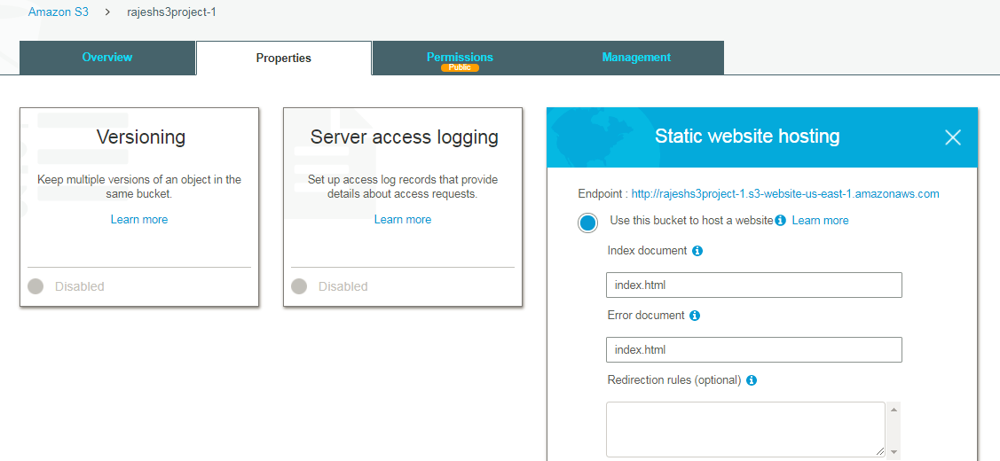 Amazon S3 > rajeshs3project-1
Overview
Properties
Permissions
Public
Management
Versioning
Keep multiple versions of an object in the
same bucket.
Learn more
Disabled
Server access logging
Set up access log records that provide
details about access requests.
Learn more
Disabled
Static website hosting
Endpoint : http://rajeshs3project-1.s3-website-us-east-1.amazonaws.com
Use this bucket to host a website Learn more
Index document
index.html
Error document
index.html
Redirection rules (optional)